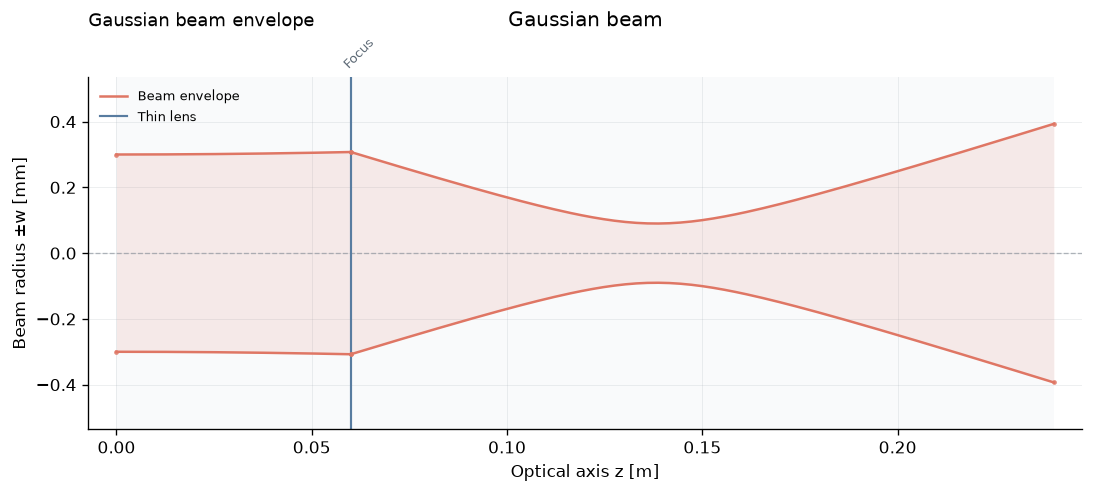 Gaussian beam envelope
Gaussian beam
Focus
Beam envelope
Thin lens
Beam radius ±w [mm]
0.4
0.2
0.0
−0.2
−0.4
0.00
0.05
0.10
0.15
0.20
Optical axis z [m]